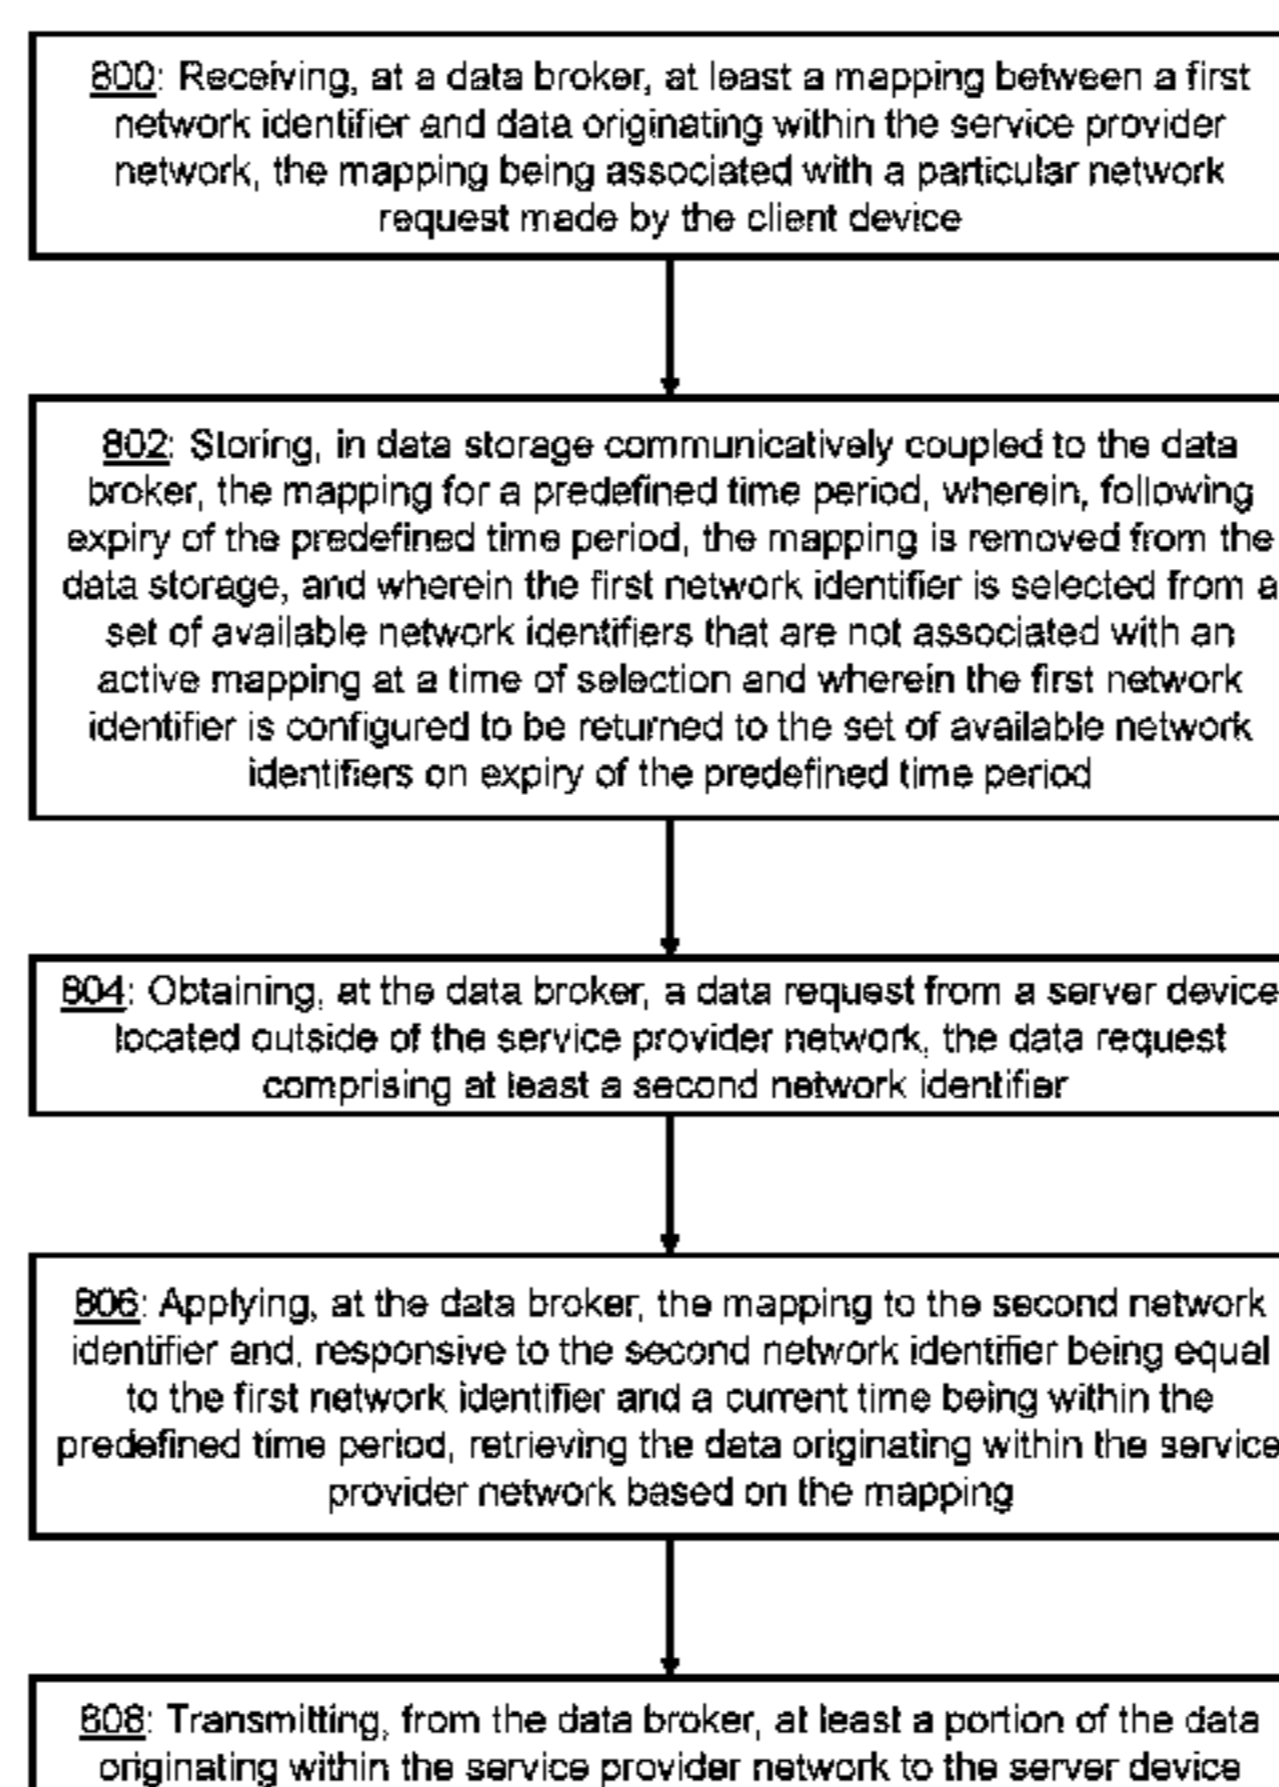 800: Receiving, at a data broker, at least a mapping between a first
network identifier and data originating within the service provider
network, the mapping being associated with a particular network
request made by the client device
802: Storing, in data storage communicatively coupled to the data
broker, the mapping for a predefined time period, wherein, following
expiry of the predefined time period, the mapping is removed from the
data storage, and wherein the first network identifier is selected from a
set of available network identifiers that are not associated with an
active mapping at a time of selection and wherein the first network
identifier is configured to be returned to the set of available network
identifiers on expiry of the predefined time period
804: Obtaining, at the data broker, a data request from a server device
located outside of the service provider network, the data request
comprising at least a second network identifier
806: Applying, at the data broker, the mapping to the second network
identifier and, responsive to the second network identifier being equal
to the first network identifier and a current time being within the
predefined time period, retrieving the data originating within the service
provider network based on the mapping
808: Transmitting, from the data broker, at least a portion of the data
originating within the service provider network to the server device